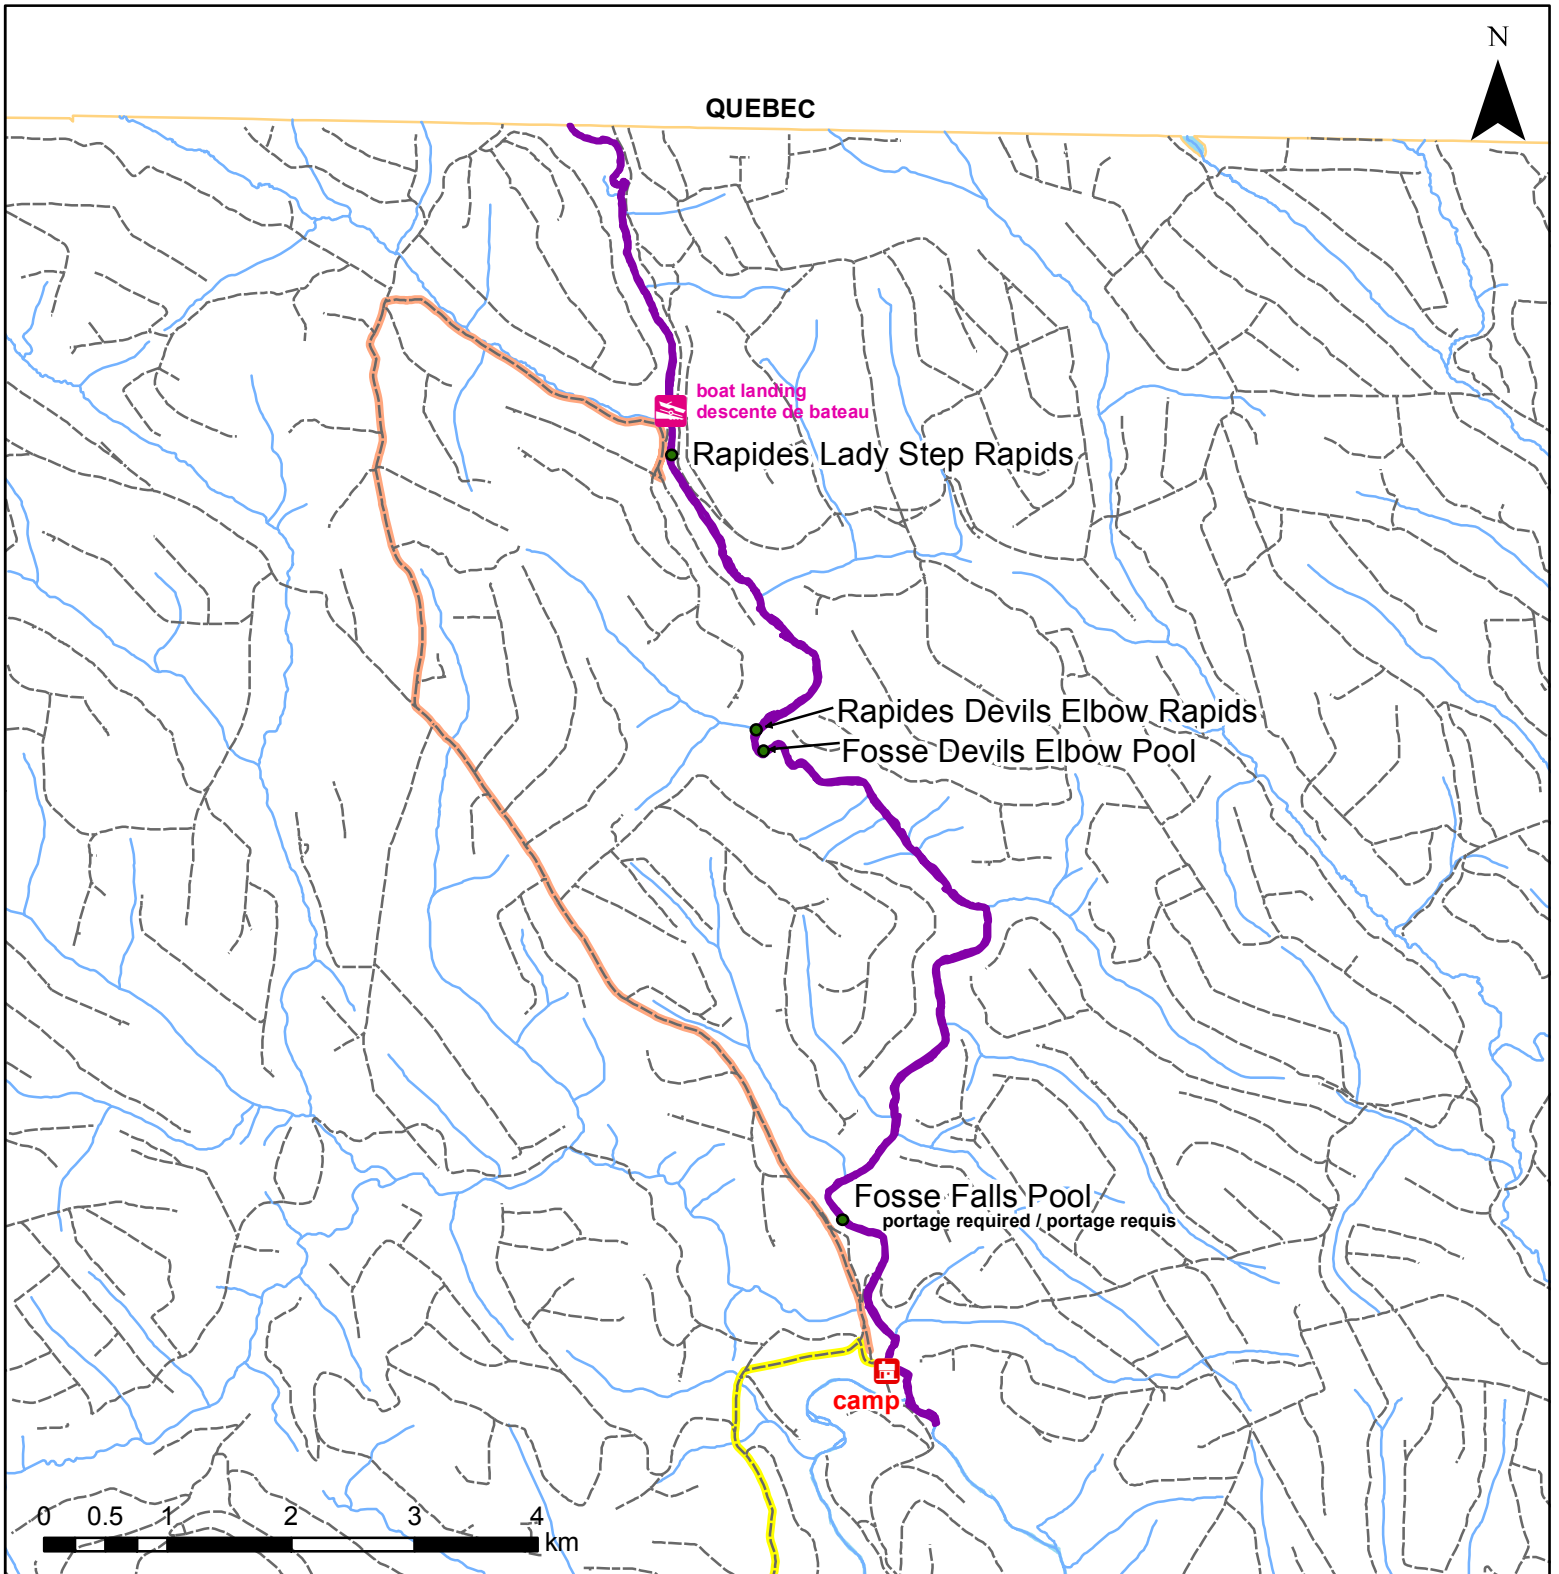 N
QUEBEC
boat landing
descente de bateau
Rapides Lady Step Rapids
Rapides Devils Elbow Rapids
Fosse Devils Elbow Pool
Fosse Falls Pool
portage required / portage requis
camp
0 0.5 1 2 3 4
km